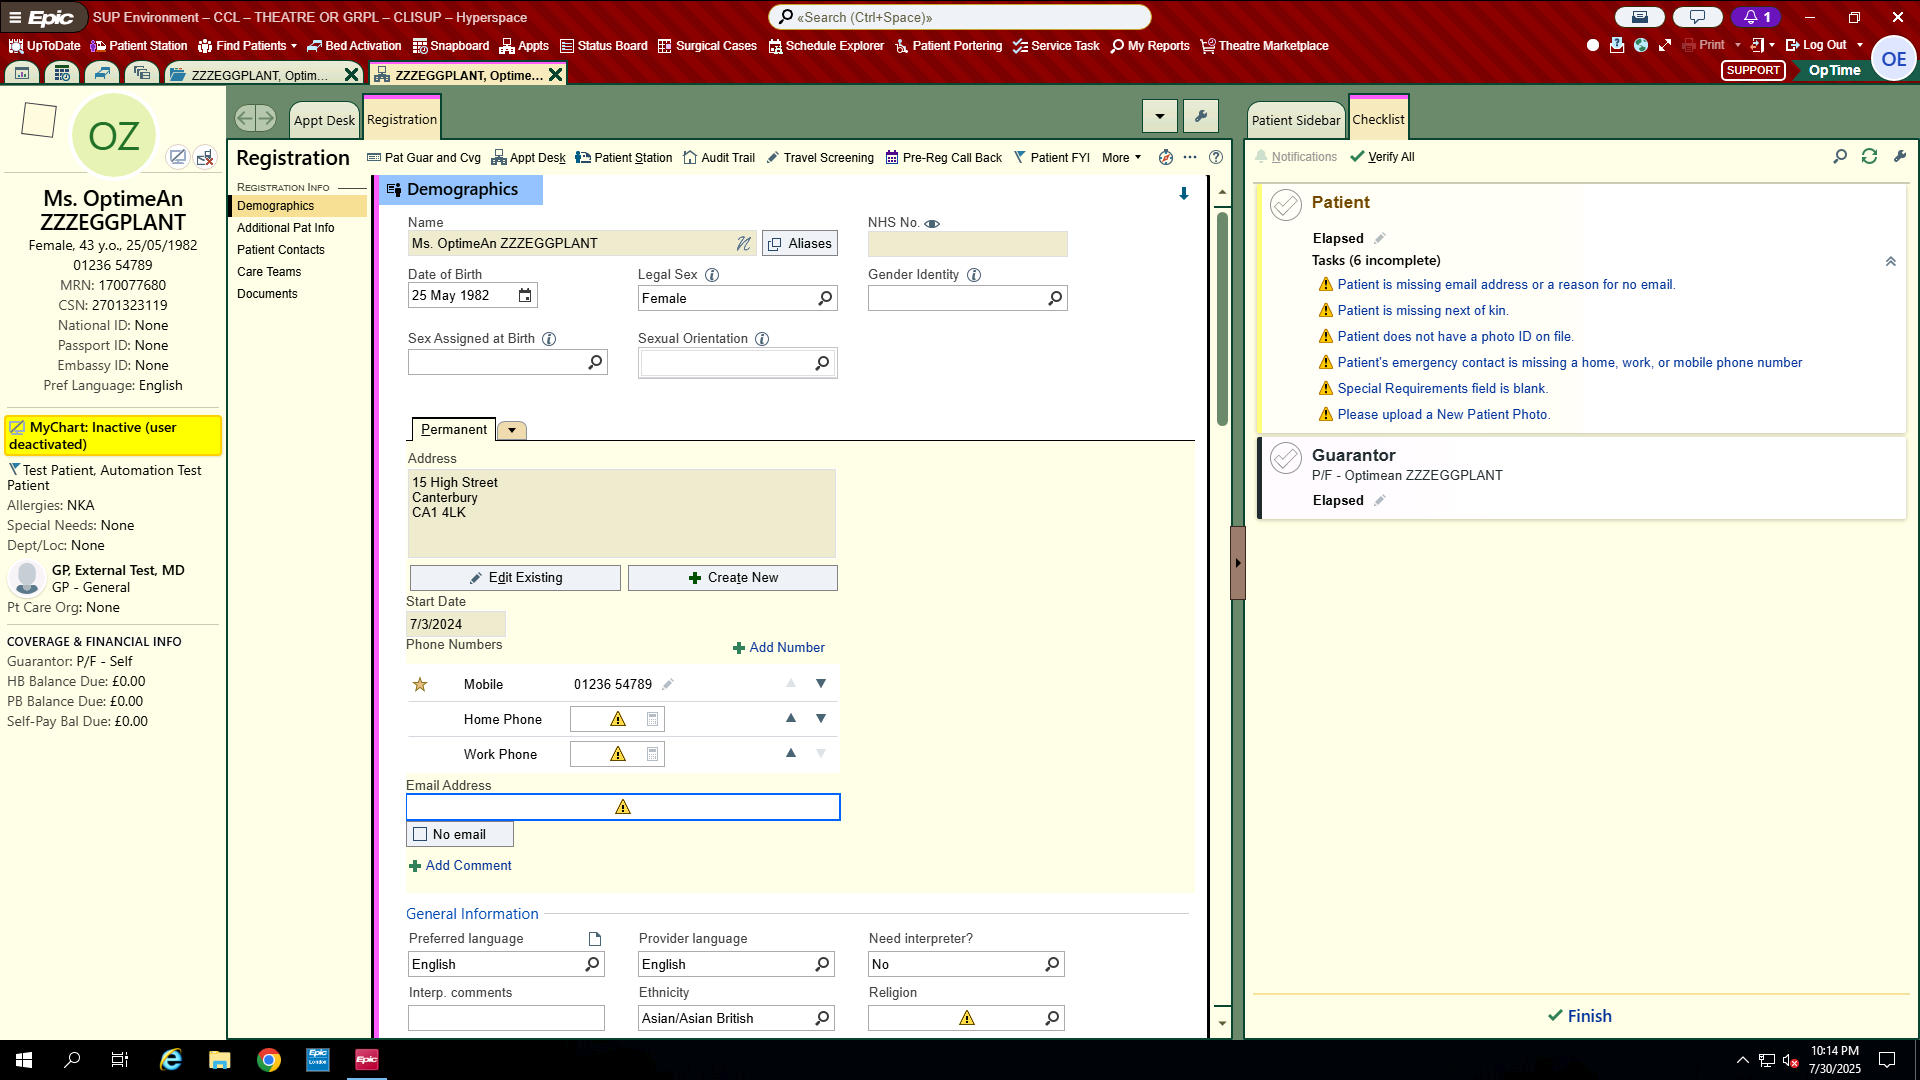 Epic SUP Environment – CCL – THEATRE OR GRPL – CLISUP – Hyperspace
«Search (Ctrl+Space)»
1
UpToDate Patient Station Find Patients Bed Activation Snapboard Appts Status Board Surgical Cases Schedule Explorer Patient Portering Service Task My Reports Theatre Marketplace
Print Log Out
OE
ZZZEGGPLANT, Optim... ZZZEGGPLANT, Optime...
SUPPORT OpTime
OZ
Ms. OptimeAn
ZZZEGGPLANT
Female, 43 y.o., 25/05/1982
01236 54789
MRN: 170077680
CSN: 2701323119
National ID: None
Passport ID: None
Embassy ID: None
Pref Language: English
MyChart: Inactive (user
deactivated)
Test Patient, Automation Test
Patient
Allergies: NKA
Special Needs: None
Dept/Loc: None
GP, External Test, MD
GP - General
Pt Care Org: None
COVERAGE & FINANCIAL INFO
Guarantor: P/F - Self
HB Balance Due: £0.00
PB Balance Due: £0.00
Self-Pay Bal Due: £0.00
Appt Desk Registration
Registration
Pat Guar and Cvg Appt Desk Patient Station Audit Trail Travel Screening Pre-Reg Call Back Patient FYI More
REGISTRATION INFO
Demographics
Additional Pat Info
Patient Contacts
Care Teams
Documents
Demographics
Name NHS No.
Ms. OptimeAn ZZZEGGPLANT Aliases
Date of Birth Legal Sex Gender Identity
25 May 1982 Female
Sex Assigned at Birth Sexual Orientation
Permanent
Address
15 High Street
Canterbury
CA1 4LK
Edit Existing Create New
Start Date
7/3/2024
Phone Numbers Add Number
Mobile 01236 54789
Home Phone
Work Phone
Email Address
No email
Add Comment
General Information
Preferred language Provider language Need interpreter?
English English No
Interp. comments Ethnicity Religion
Asian/Asian British
Patient Sidebar Checklist
Notifications Verify All
Patient
Elapsed
Tasks (6 incomplete)
Patient is missing email address or a reason for no email.
Patient is missing next of kin.
Patient does not have a photo ID on file.
Patient's emergency contact is missing a home, work, or mobile phone number
Special Requirements field is blank.
Please upload a New Patient Photo.
Guarantor
P/F - Optimean ZZZEGGPLANT
Elapsed
Finish
Epic London
Epic
10:14 PM
7/30/2025